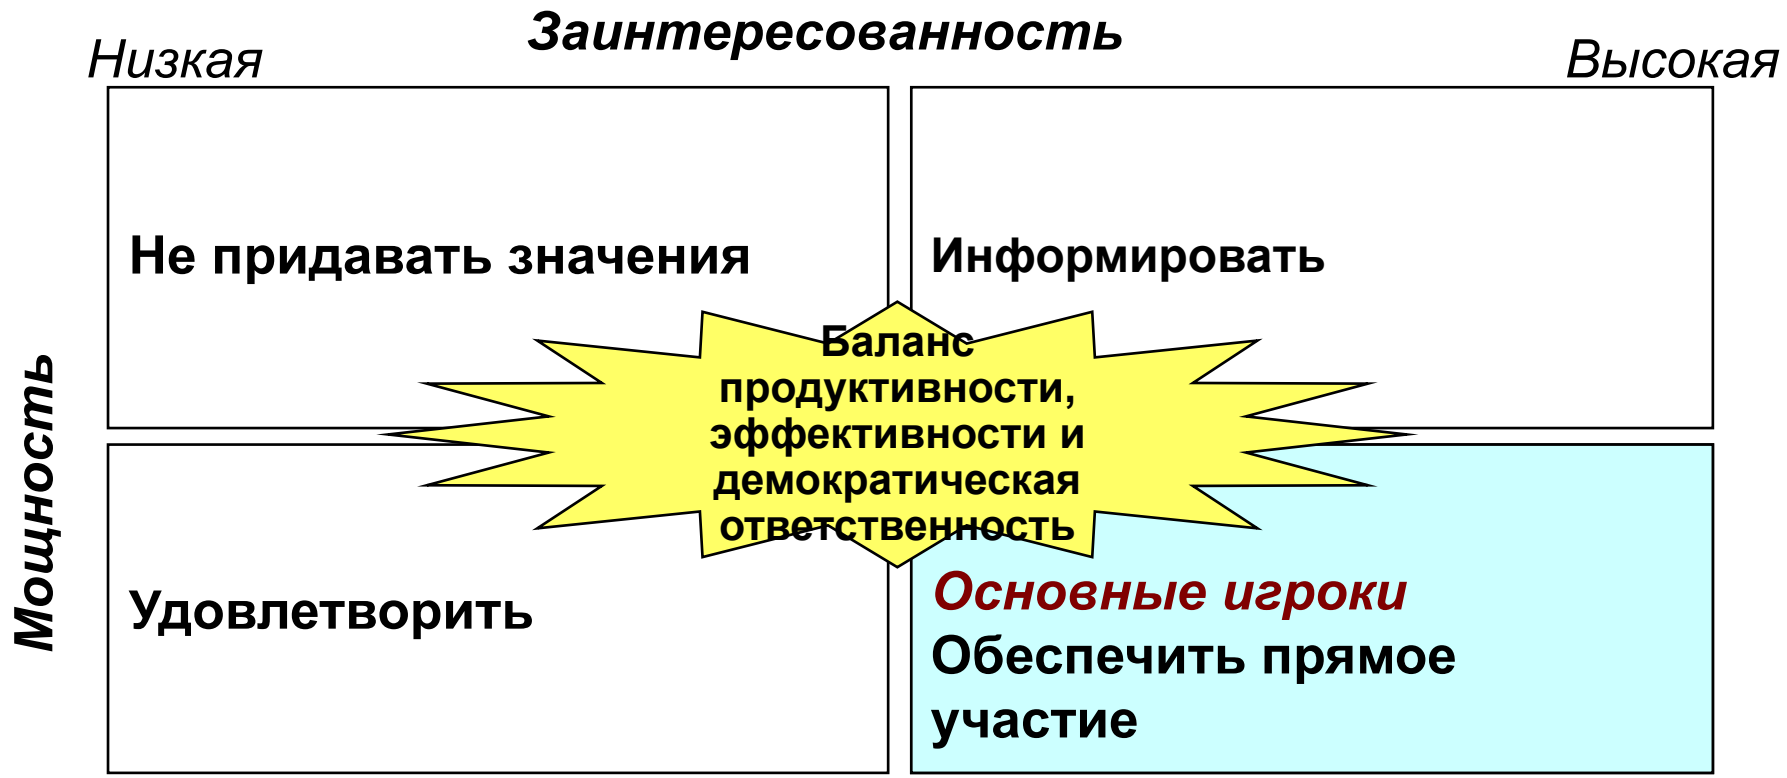 Заинтересованность
Низкая
Высокая
Не придавать значения
Информировать
Баланс
продуктивности,
эффективности и
демократическая
ответственность
Мощность
Удовлетворить
Основные игроки
Обеспечить прямое
участие